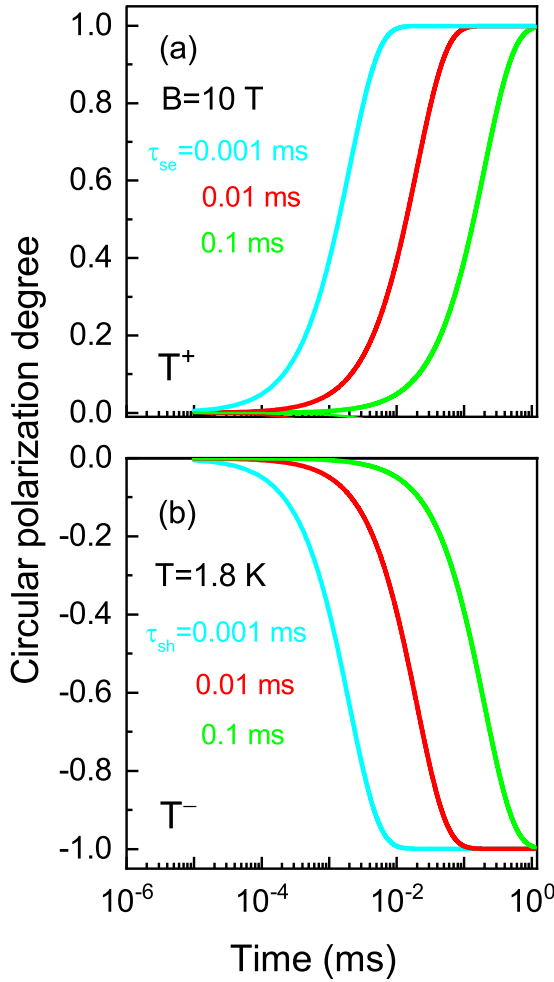 Circular polarization degree
1.0
(a)
B=10 T
0.8
τse=0.001 ms
0.6
0.01 ms
0.1 ms
0.4
0.2
T+
0.0
0.0
(b)
-0.2
T=1.8 K
-0.4
τsh=0.001 ms
0.01 ms
-0.6
0.1 ms
-0.8
T−
-1.0
10-6
10-4
10-2
100
Time (ms)